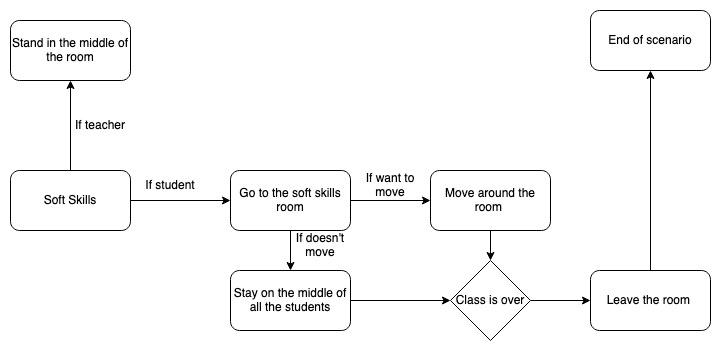 Stand in the middle of
the room
End of scenario
If teacher
Soft Skills
If student
Go to the soft skills
room
If want to
move
Move around the
room
If doesn't
move
Stay on the middle of
all the students
Class is over
Leave the room